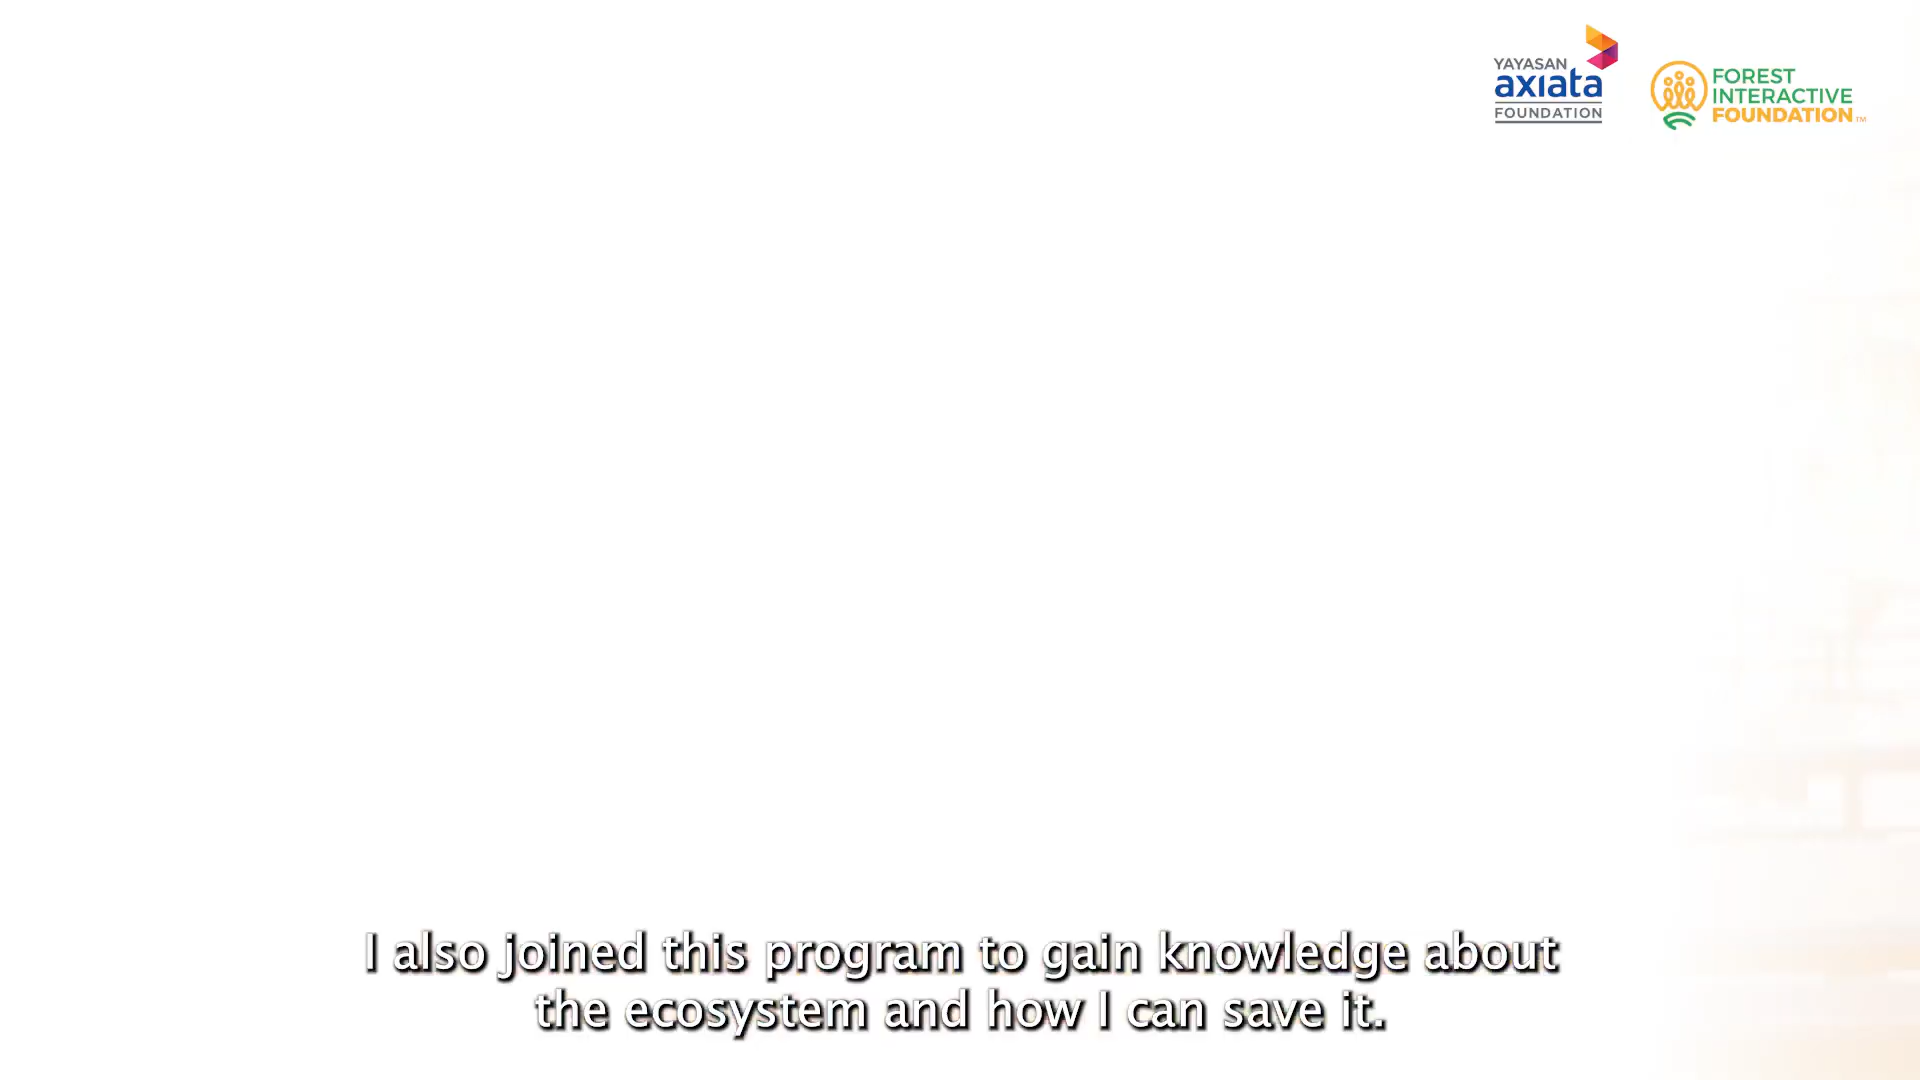 YAYASAN
axiata
FOUNDATION
FOREST
INTERACTIVE
FOUNDATION™
I also joined this program to gain knowledge about
the ecosystem and how I can save it.